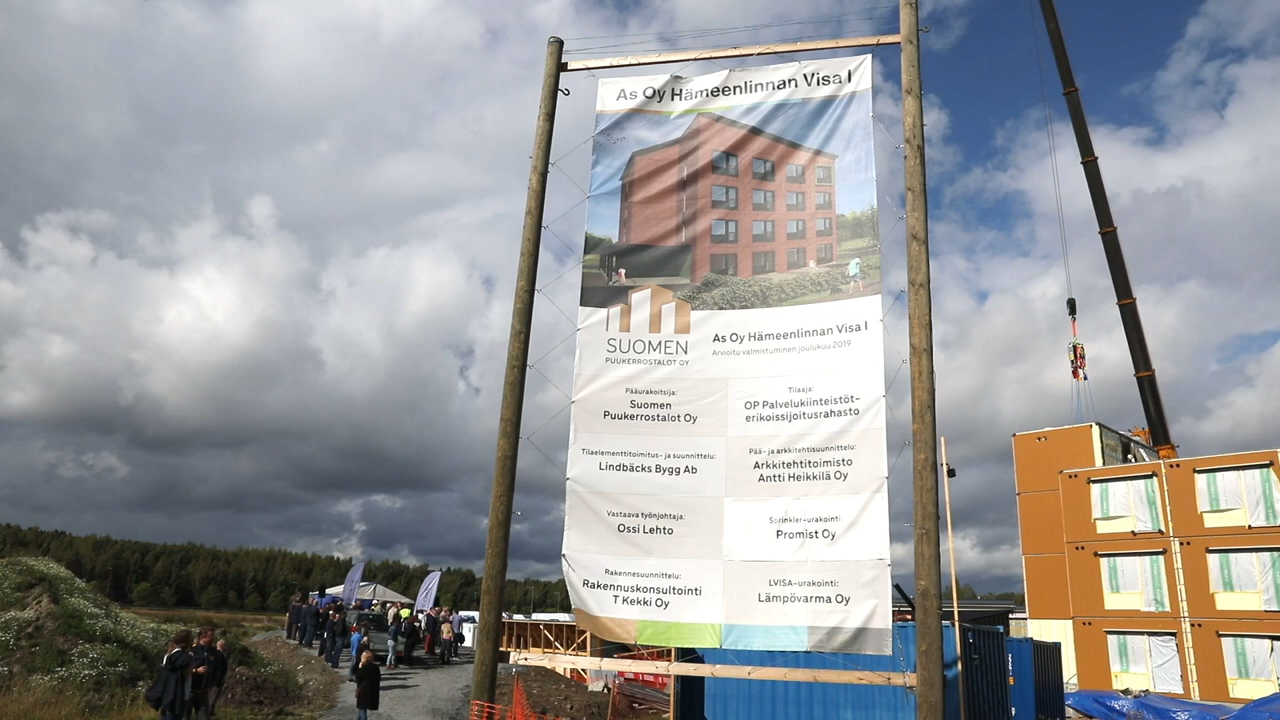 As Oy Hämeenlinnan Visa I
SUOMEN
PUUKERROSTALOT OY
As Oy Hämeenlinnan Visa I
Arvioitu valmistuminen joulukuu 2019
Pääurakoitsija:
Suomen
Puukerrostalot Oy
Tilaaja:
OP Palvelukiinteistöt-
erikoissijoitusrahasto
Tilaelementtitoimitus- ja suunnittelu:
Lindbäcks Bygg Ab
Pää- ja arkkitehtisuunnittelu:
Arkkitehtitoimisto
Antti Heikkilä Oy
Vastaava työnjohtaja:
Ossi Lehto
Sprinkler-urakointi:
Promist Oy
Rakennesuunnittelu:
Rakennuskonsultointi
T Kekki Oy
LVISA-urakointi:
Lämpövarma Oy